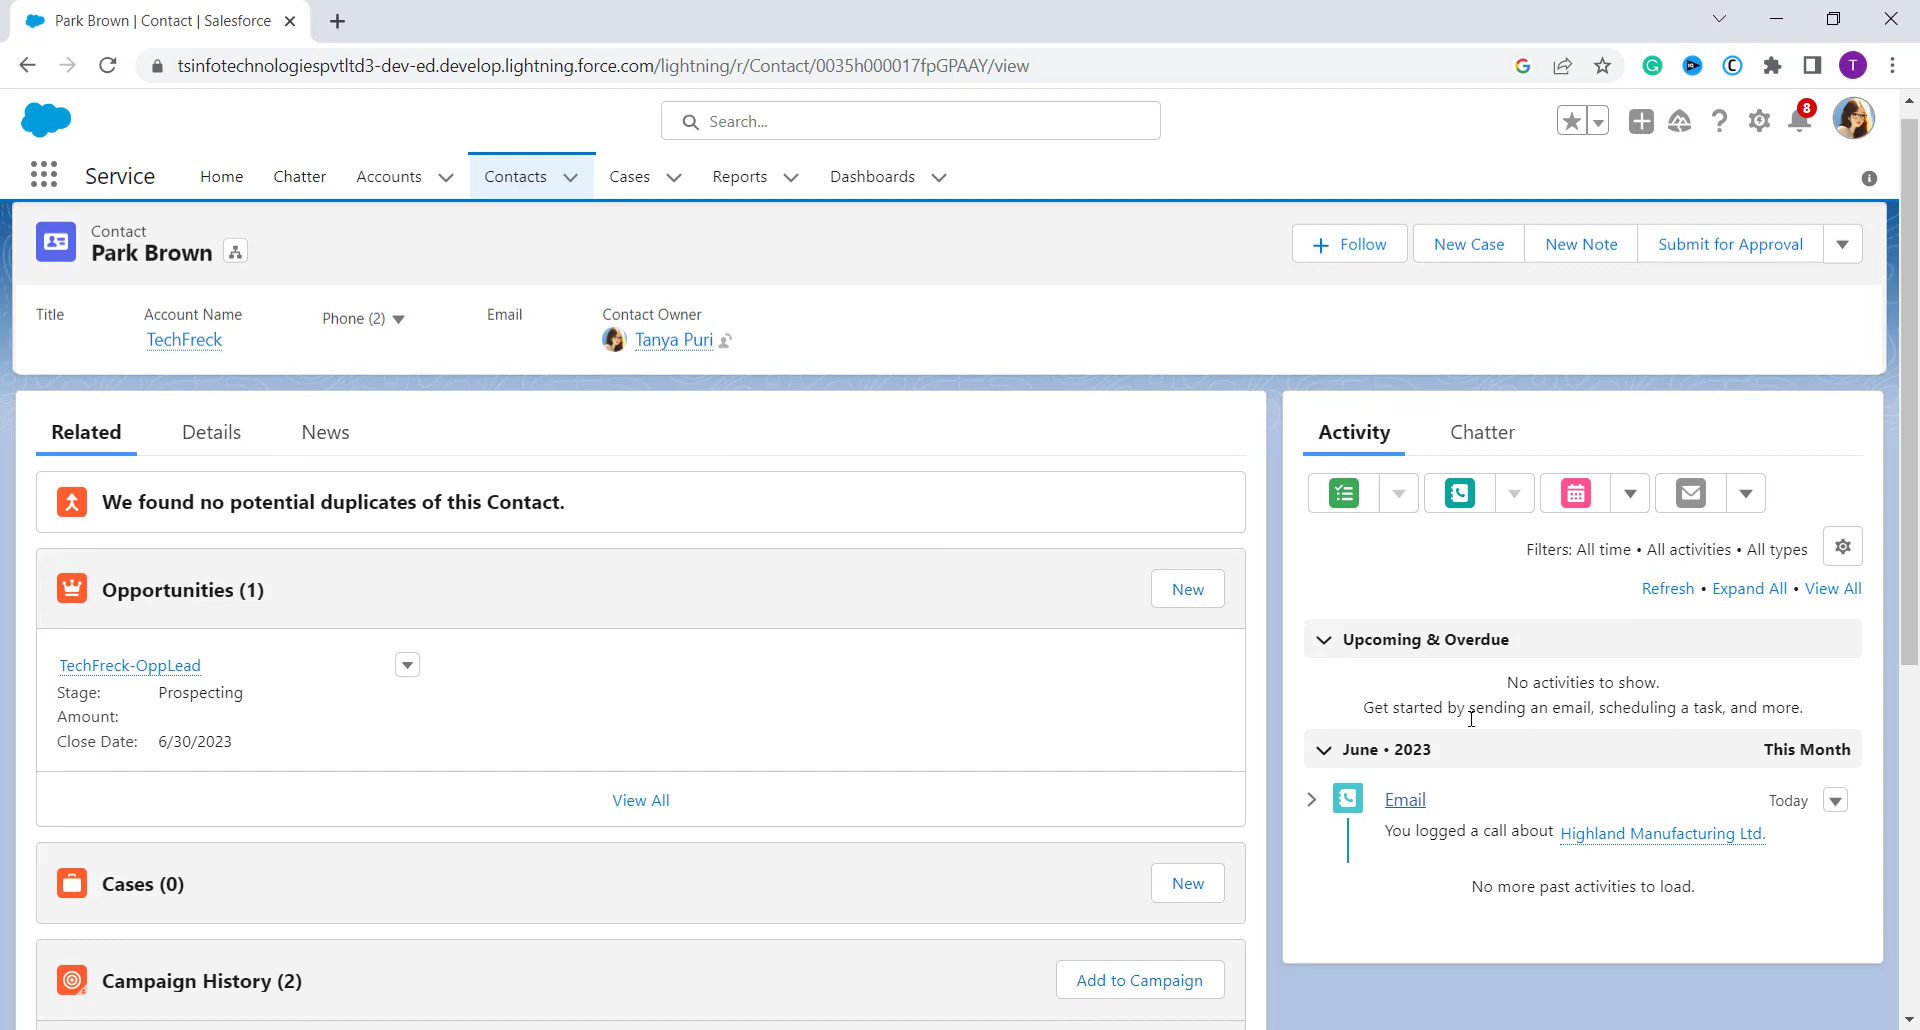 Park Brown | Contact | Salesforce
tsinfotechnologiespvtltd3-dev-ed.develop.lightning.force.com/lightning/r/Contact/0035h000017fpGPAAY/view
T
Search...
8
Service
Home
Chatter
Accounts
Contacts
Cases
Reports
Dashboards
Contact
Park Brown
Follow
New Case
New Note
Submit for Approval
Title
Account Name
TechFreck
Phone (2)
Email
Contact Owner
Tanya Puri
Related
Details
News
We found no potential duplicates of this Contact.
Opportunities (1)
New
TechFreck-OppLead
Stage: Prospecting
Amount:
Close Date: 6/30/2023
View All
Cases (0)
New
Campaign History (2)
Add to Campaign
Activity
Chatter
Filters: All time • All activities • All types
Refresh • Expand All • View All
Upcoming & Overdue
No activities to show.
Get started by sending an email, scheduling a task, and more.
June • 2023
This Month
Email
Today
You logged a call about Highland Manufacturing Ltd.
No more past activities to load.